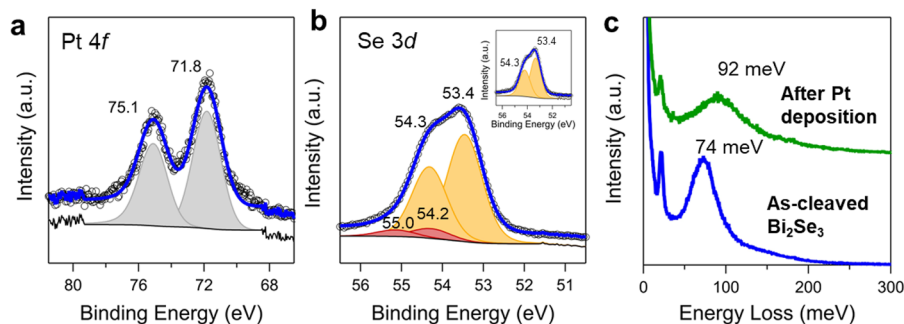 a
Pt 4f
71.8
75.1
Intensity (a.u.)
80 76 72 68
Binding Energy (eV)
b
Se 3d
53.4
54.3
54.2
55.0
Intensity (a.u.)
56 55 54 53 52 51
Binding Energy (eV)
53.4
54.3
Intensity (a.u.)
56 54 52
Binding Energy (eV)
c
92 meV
After Pt
deposition
74 meV
As-cleaved
Bi₂Se₃
Intensity (a.u.)
0 100 200 300
Energy Loss (meV)